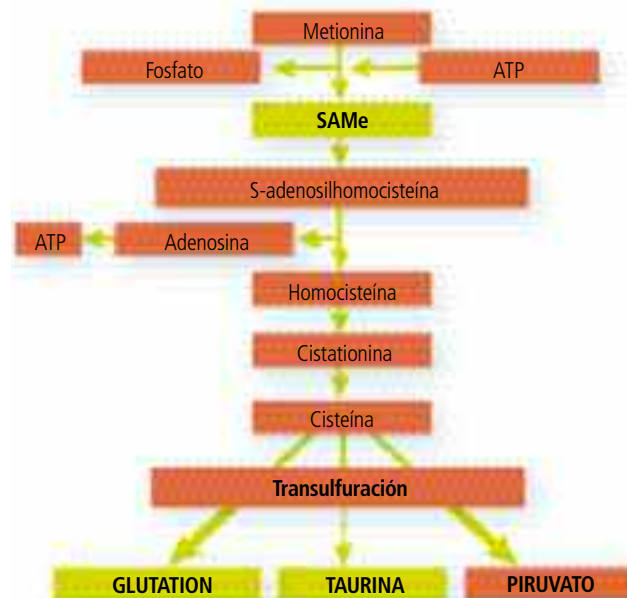 Metionina
Fosfato
ATP
SAMe
S-adenosilhomocisteína
ATP
Adenosina
Homocisteína
Cistationina
Cisteína
Transulfuración
GLUTATION
TAURINA
PIRUVATO